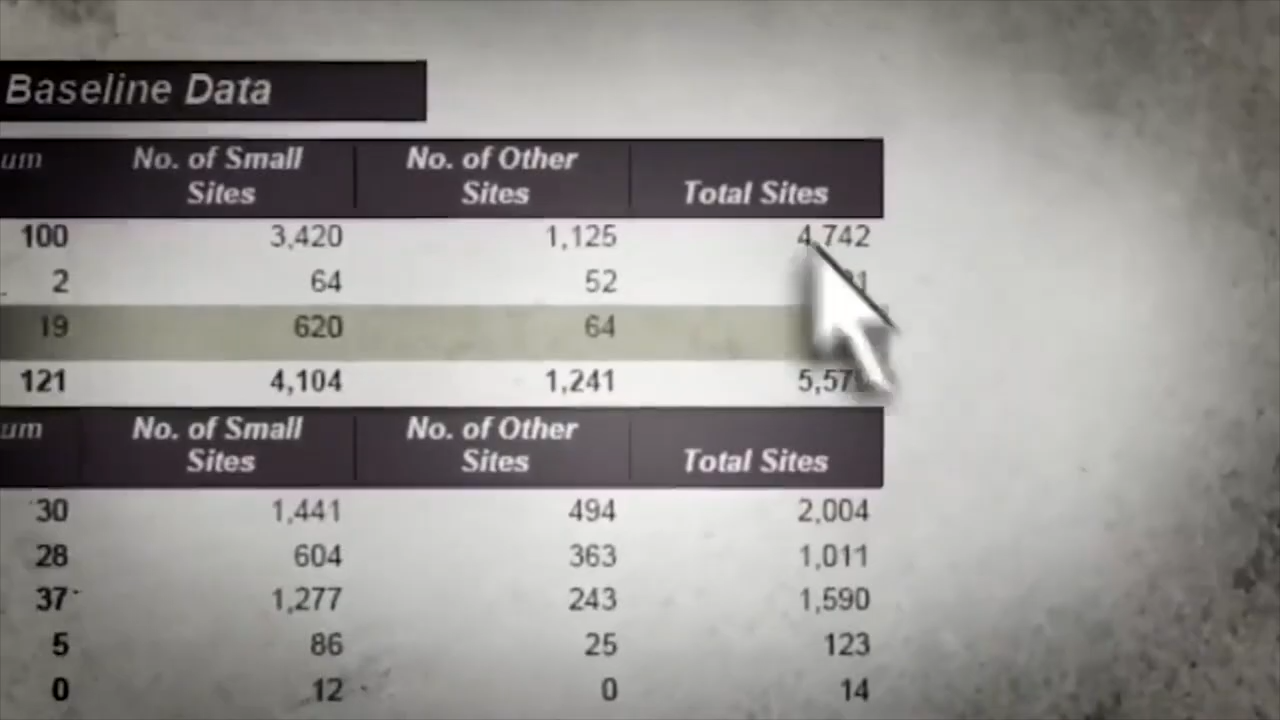 Baseline Data
um No. of Small Sites No. of Other Sites Total Sites
100 3,420 1,125 4,742
2 64 52
19 620 64
121 4,104 1,241
um No. of Small Sites No. of Other Sites Total Sites
30 1,441 494 2,004
28 604 363 1,011
37 1,277 243 1,590
5 86 25 123
0 12 0 14